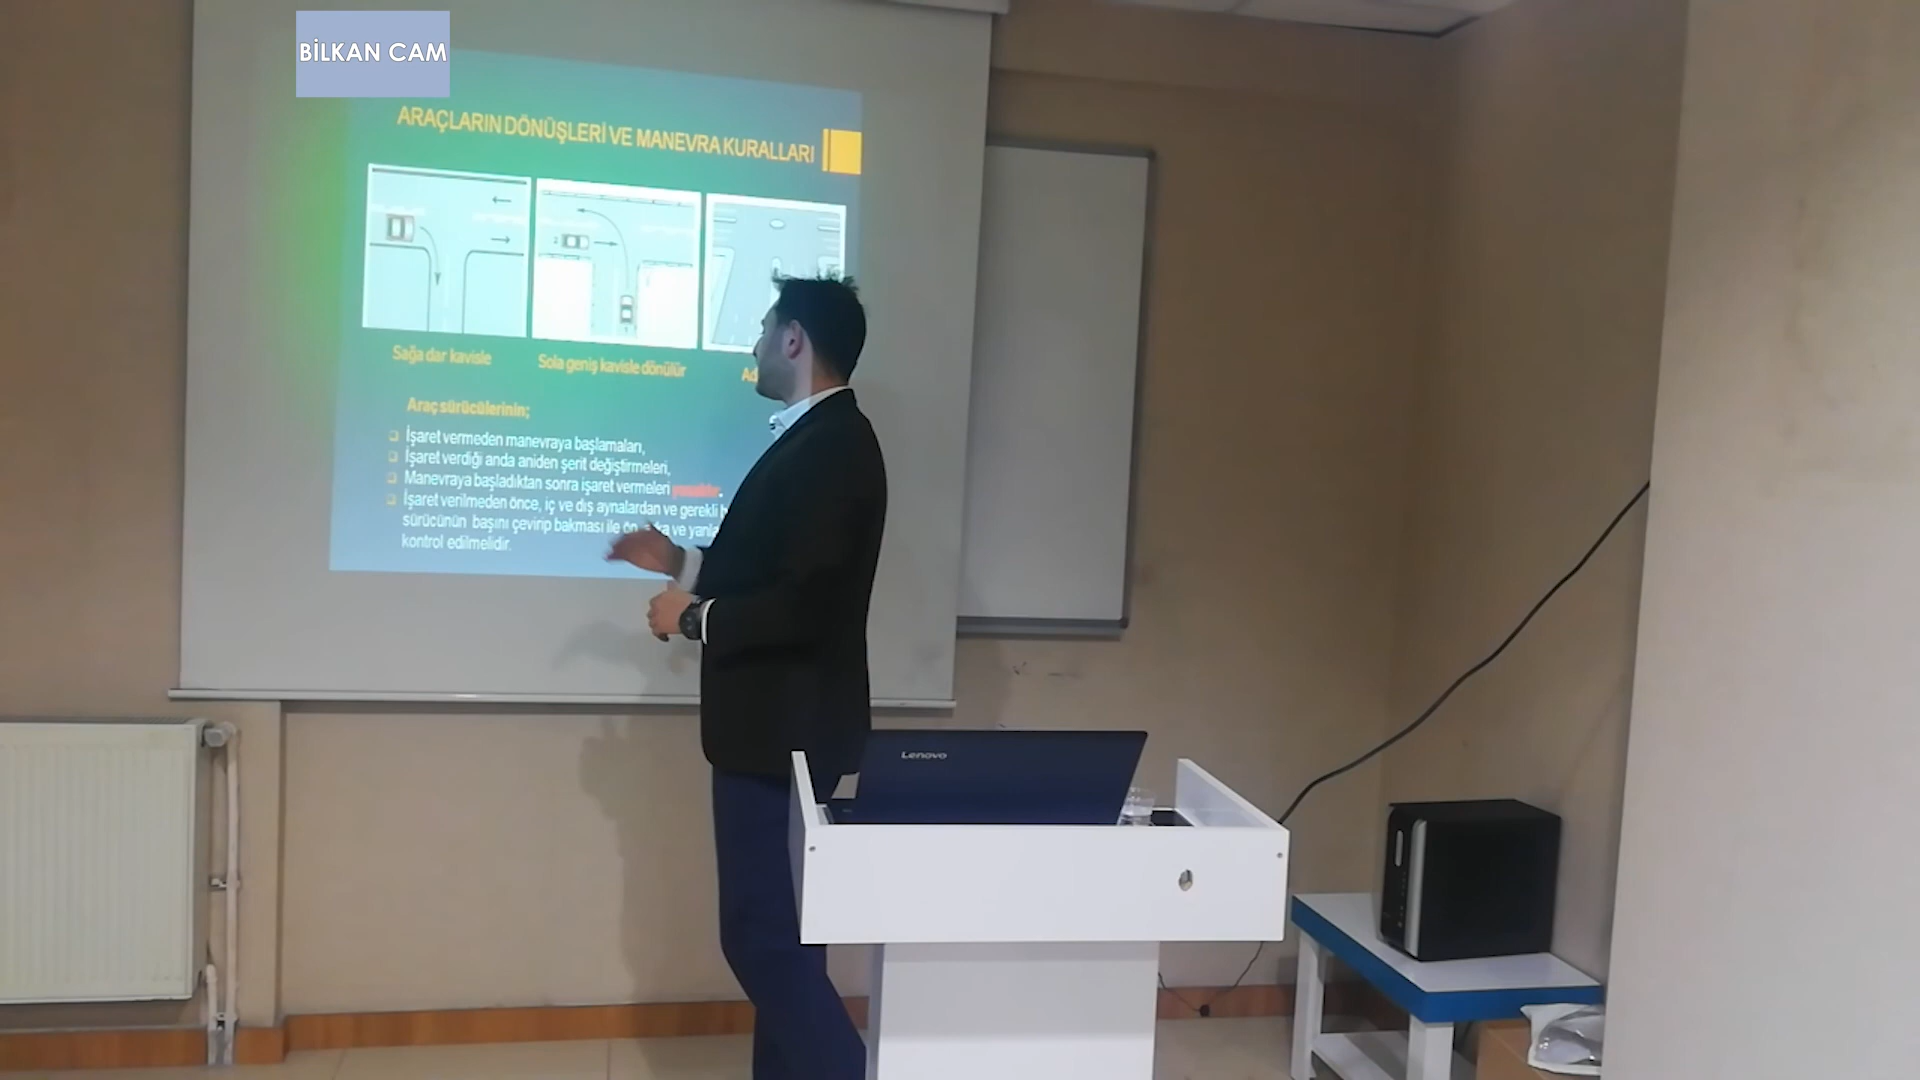 BİLKAN CAM
ARAÇLARIN DÖNÜŞLERİ VE MANEVRA KURALLARI
Sağa dar kavisle
Sola geniş kavisle dönülür
2
Araç sürücülerinin;
İşaret vermeden manevraya başlamaları,
İşaret verdiği anda aniden şerit değiştirmeleri,
Manevraya başladıktan sonra işaret vermeleri
İşaret verilmeden önce, iç ve dış aynalardan ve gerekli
sürücünün başını çevirip bakması ile ve
kontrol edilmelidir.
Lenovo